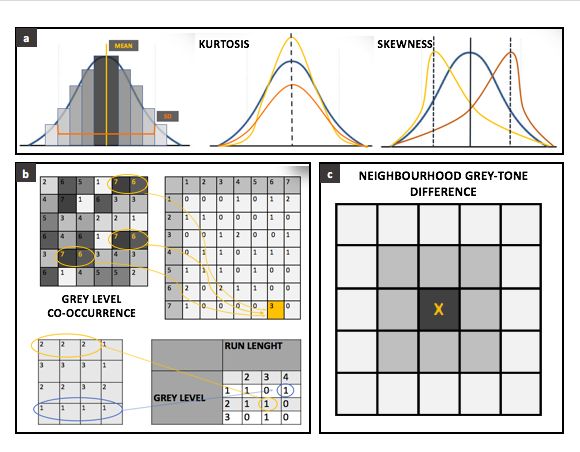 a
MEAN
SD
KURTOSIS
SKEWNESS
b
2 6 5 1 7 6
4 7 1 6 3 3
5 3 4 2 2 1
4 6 1 7 6
7 6 3 4 3
6 1 4 5 5 2
GREY LEVEL
CO-OCCURRENCE
1 2 3 4 5 6 7
1 0 0 0 1 0 1 2
2 1 1 0 1 0 1 0
3 0 1 0 2 0 0 1
4 0 1 1 0 1 1 1
5 1 1 0 1 0 0 0
6 2 0 2 1 1 0 0
7 1 0 0 0 0 3
2 2 2 1
3 3 3 1
2 2 3 2
1 1 1 1
RUN LENGHT
GREY LEVEL
2 3 4
1 1 0 1
2 1 1 0
3 0 1 0
c
NEIGHBOURHOOD GREY-TONE
DIFFERENCE
X